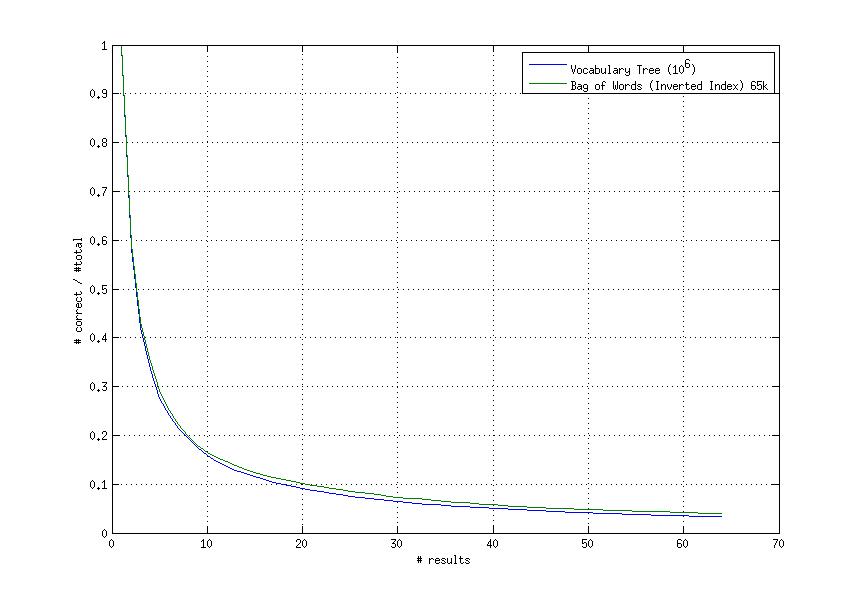 Vocabulary Tree (10^6)
Bag of Words (Inverted Index) 65k
1
0.9
0.8
0.7
0.6
0.5
0.4
0.3
0.2
0.1
0
# correct / #total
0 10 20 30 40 50 60 70
# results